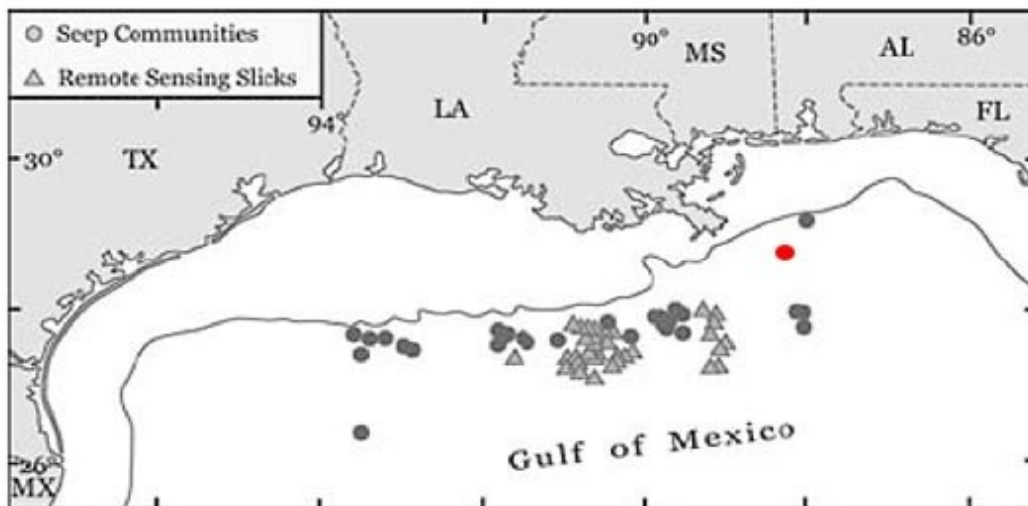 Seep Communities
Remote Sensing Slicks
90°
86°
MS
AL
LA
FL
94°
TX
30°
Gulf of Mexico
26°
MX